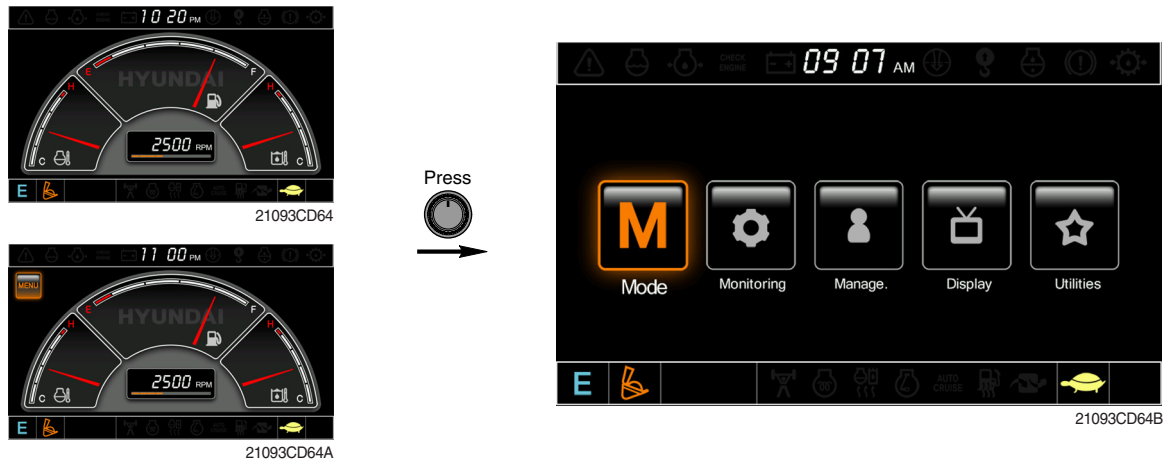 10 20 PM
E
F
HYUNDAI
H
H
2500 RPM
C
C
E
21093CD64
11 00 PM
MENU
E
F
HYUNDAI
H
H
2500 RPM
C
C
E
21093CD64A
Press
CHECK
ENGINE
09 07 AM
M
Mode
Monitoring
Manage.
Display
Utilities
E
AUTO
CRUISE
21093CD64B